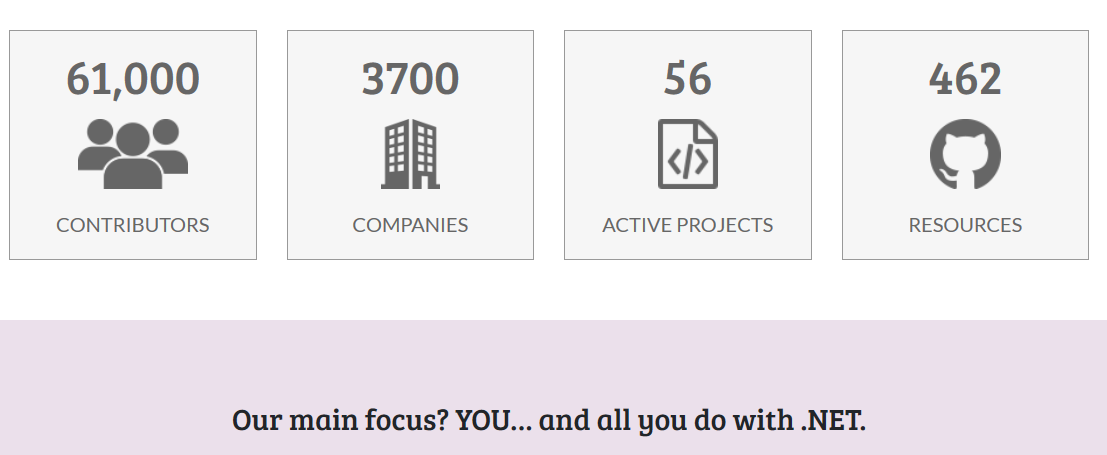 61,000
3700
56
462
CONTRIBUTORS
COMPANIES
ACTIVE PROJECTS
RESOURCES
Our main focus? YOU... and all you do with .NET.